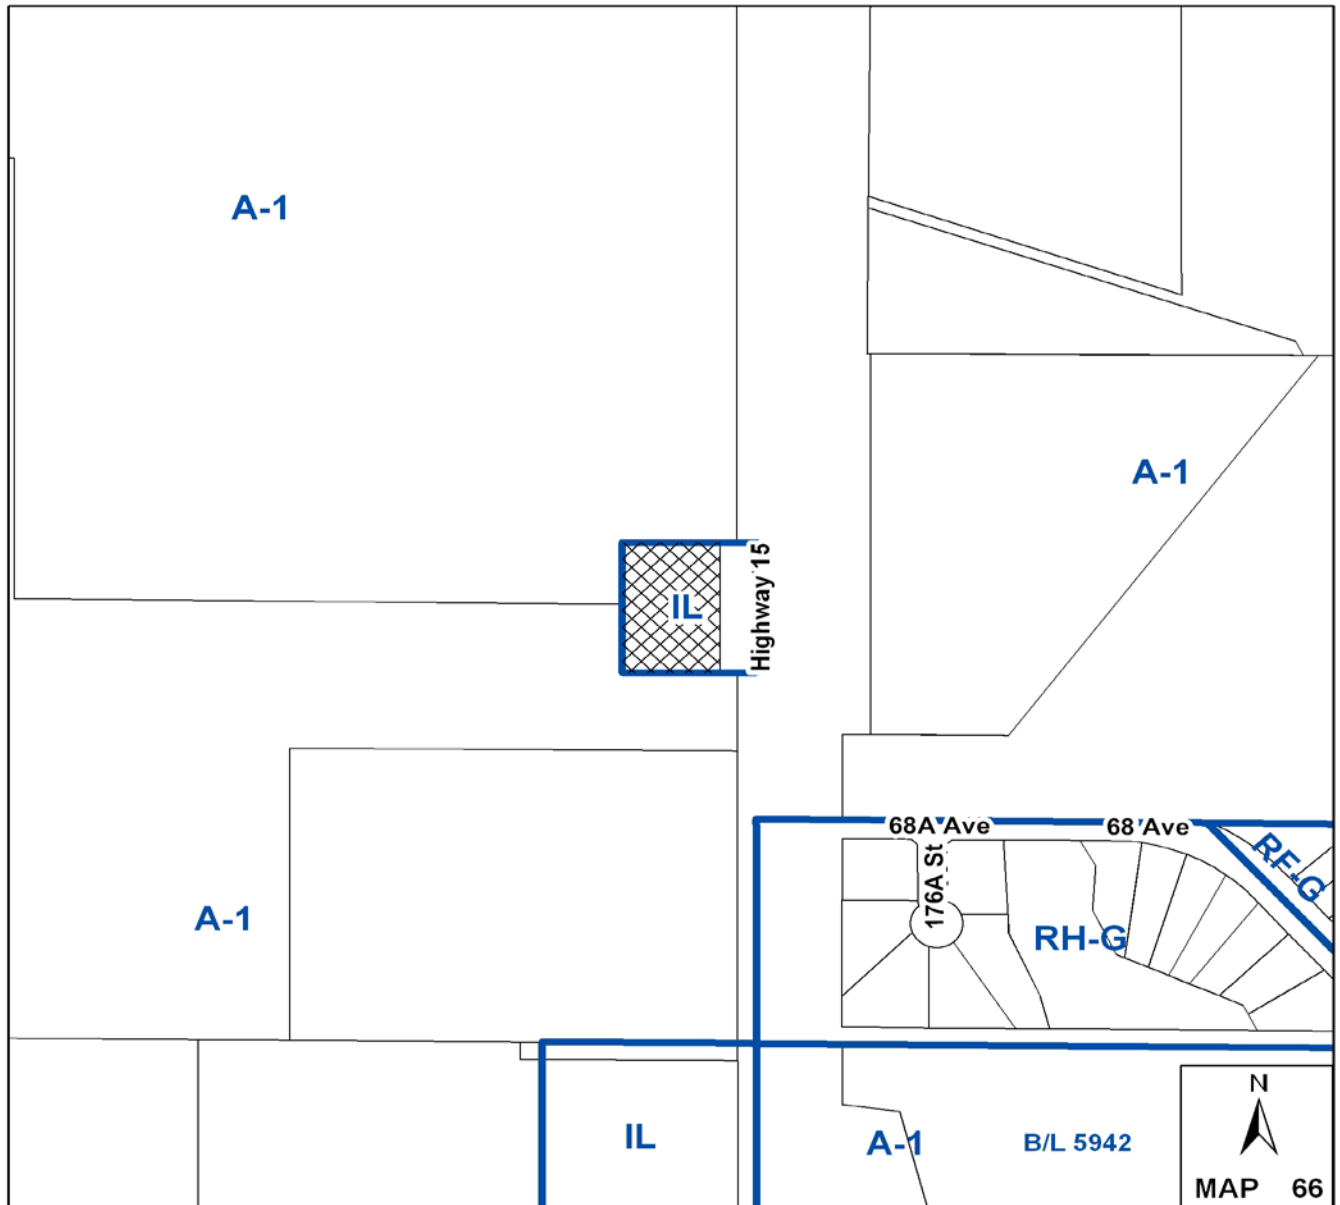 A-1
A-1
IL
Highway 15
68A Ave
68 Ave
RF-G
176A St
A-1
RH-G
N
IL
A-1
B/L 5942
MAP 66